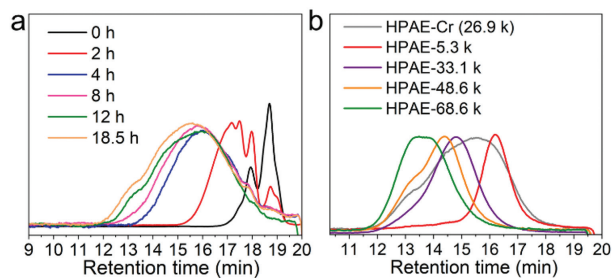 a
0 h
2 h
4 h
8 h
12 h
18.5 h
9 10 11 12 13 14 15 16 17 18 19 20
Retention time (min)
b
HPAE-Cr (26.9 k)
HPAE-5.3 k
HPAE-33.1 k
HPAE-48.6 k
HPAE-68.6 k
11 12 13 14 15 16 17 18 19 20
Retention time (min)